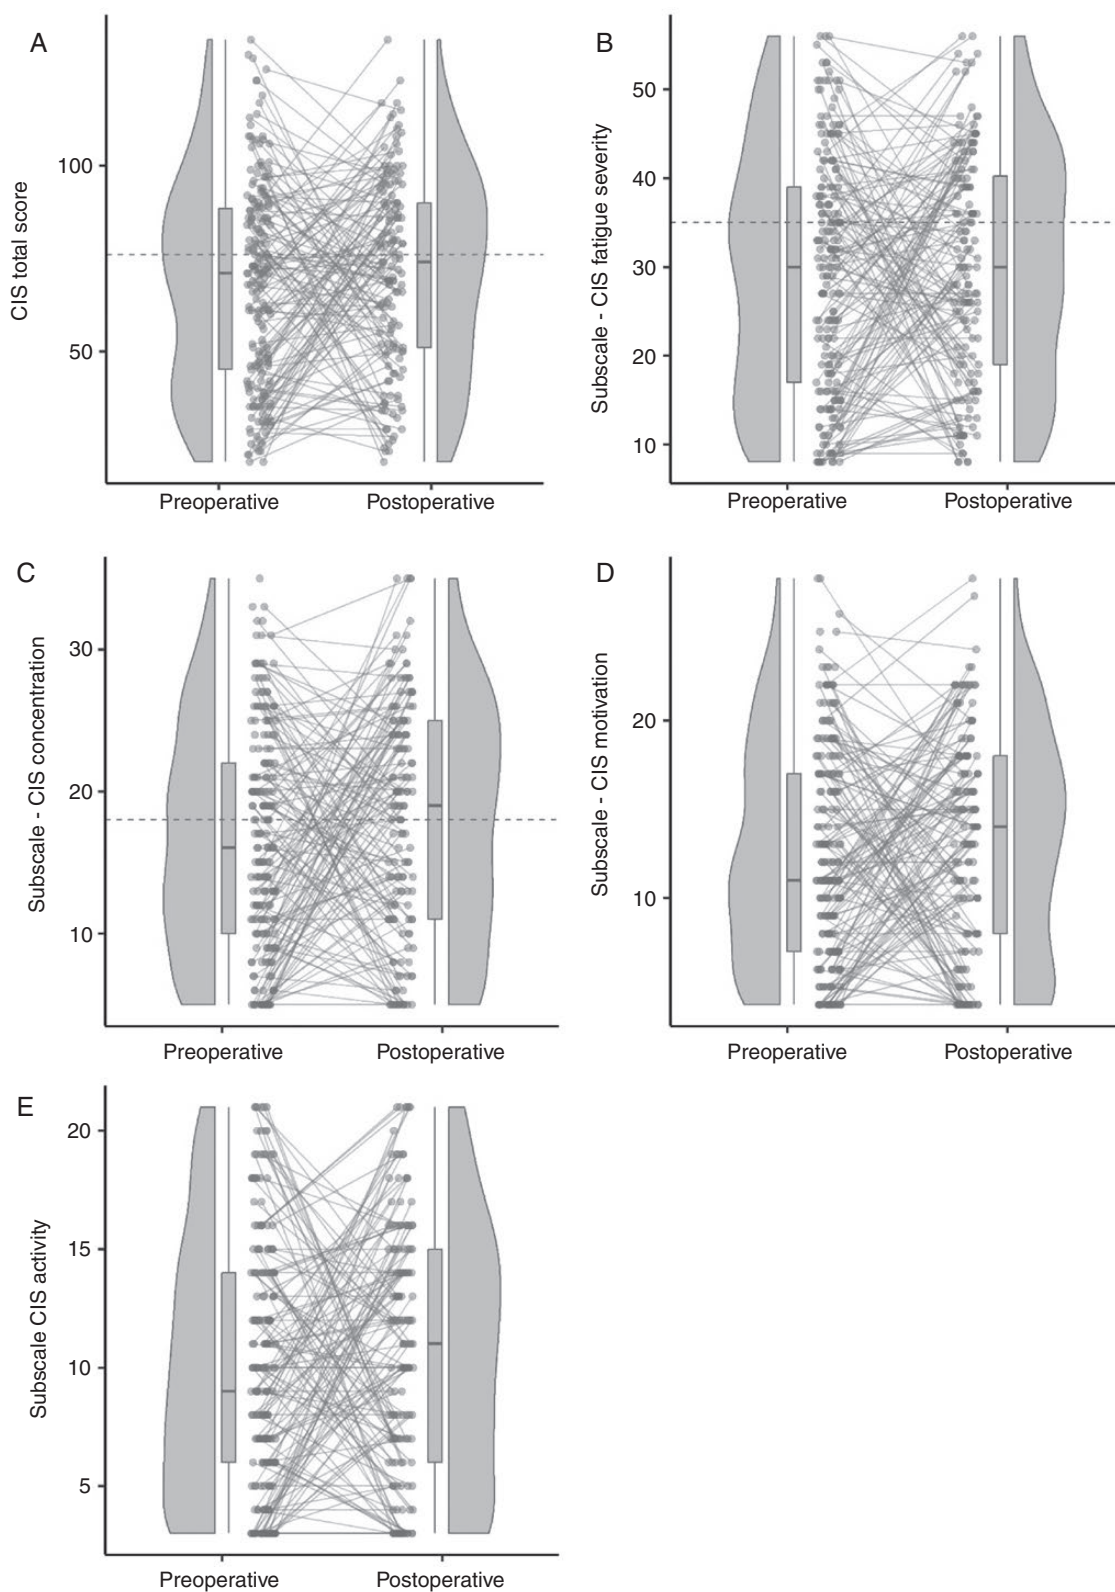 A
CIS total score
100
50
Preoperative
Postoperative
B
Subscale - CIS fatigue severity
50
40
30
20
10
Preoperative
Postoperative
C
Subscale - CIS concentration
30
20
10
Preoperative
Postoperative
D
Subscale - CIS motivation
20
10
Preoperative
Postoperative
E
Subscale CIS activity
20
15
10
5
Preoperative
Postoperative